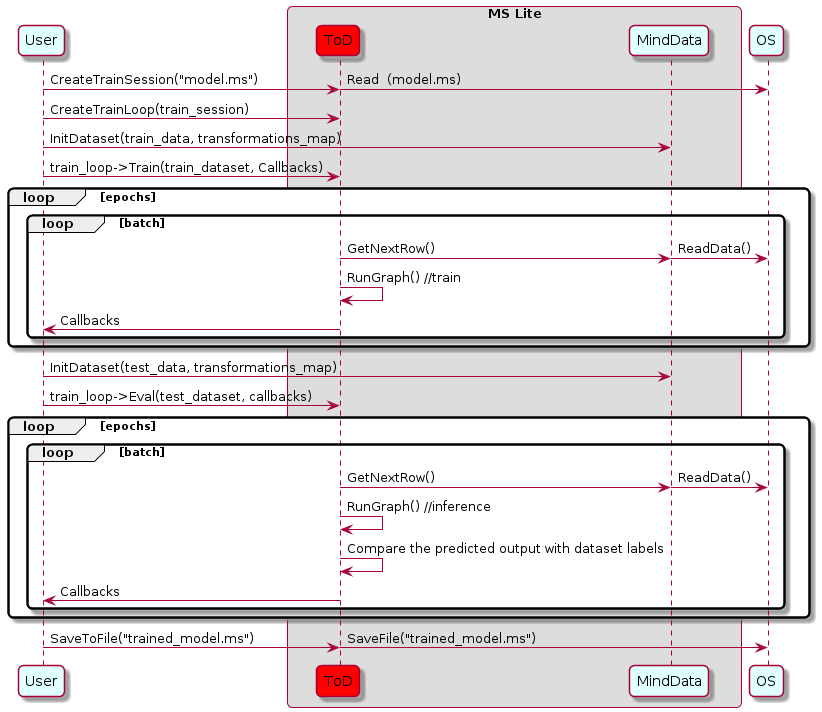 MS Lite
User
ToD
MindData
OS
CreateTrainSession("model.ms")
Read (model.ms)
CreateTrainLoop(train_session)
InitDataset(train_data, transformations_map)
train_loop->Train(train_dataset, Callbacks)
loop [epochs]
loop [batch]
GetNextRow()
ReadData()
RunGraph() //train
Callbacks
InitDataset(test_data, transformations_map)
train_loop->Eval(test_dataset, callbacks)
loop [epochs]
loop [batch]
GetNextRow()
ReadData()
RunGraph() //inference
Compare the predicted output with dataset labels
Callbacks
SaveToFile("trained_model.ms")
SaveFile("trained_model.ms")
User
ToD
MindData
OS